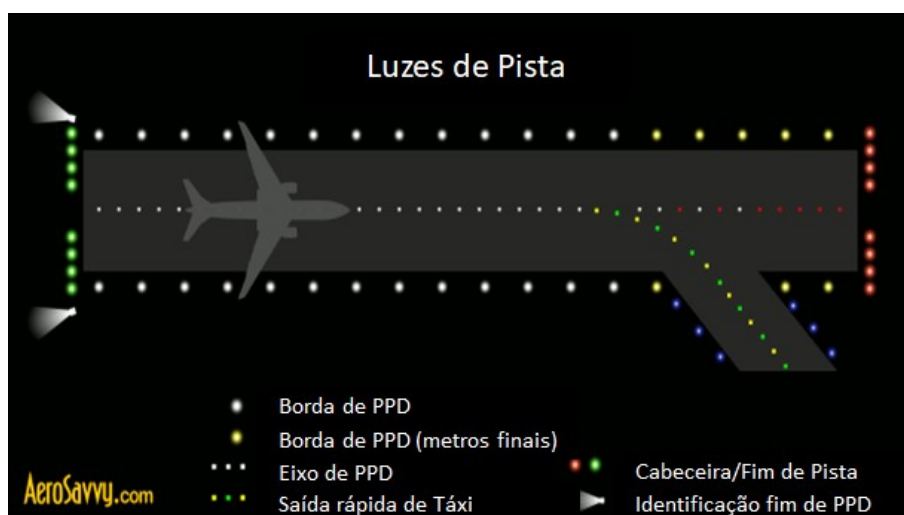 Luzes de Pista
Borda de PPD
Borda de PPD (metros finais)
Eixo de PPD
Saída rápida de Táxi
Cabeceira/Fim de Pista
Identificação fim de PPD
AeroSavvy.com